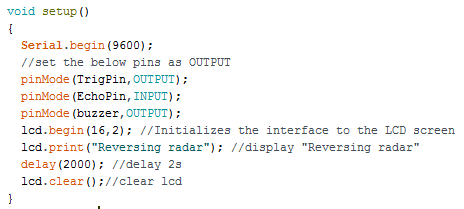 void setup()
{
  Serial.begin(9600);
  //set the below pins as OUTPUT
  pinMode(TrigPin,OUTPUT);
  pinMode(EchoPin,INPUT);
  pinMode(buzzer,OUTPUT);
  lcd.begin(16,2); //Initializes the interface to the LCD screen
  lcd.print("Reversing radar"); //display "Reversing radar"
  delay(2000); //delay 2s
  lcd.clear();//clear lcd
}